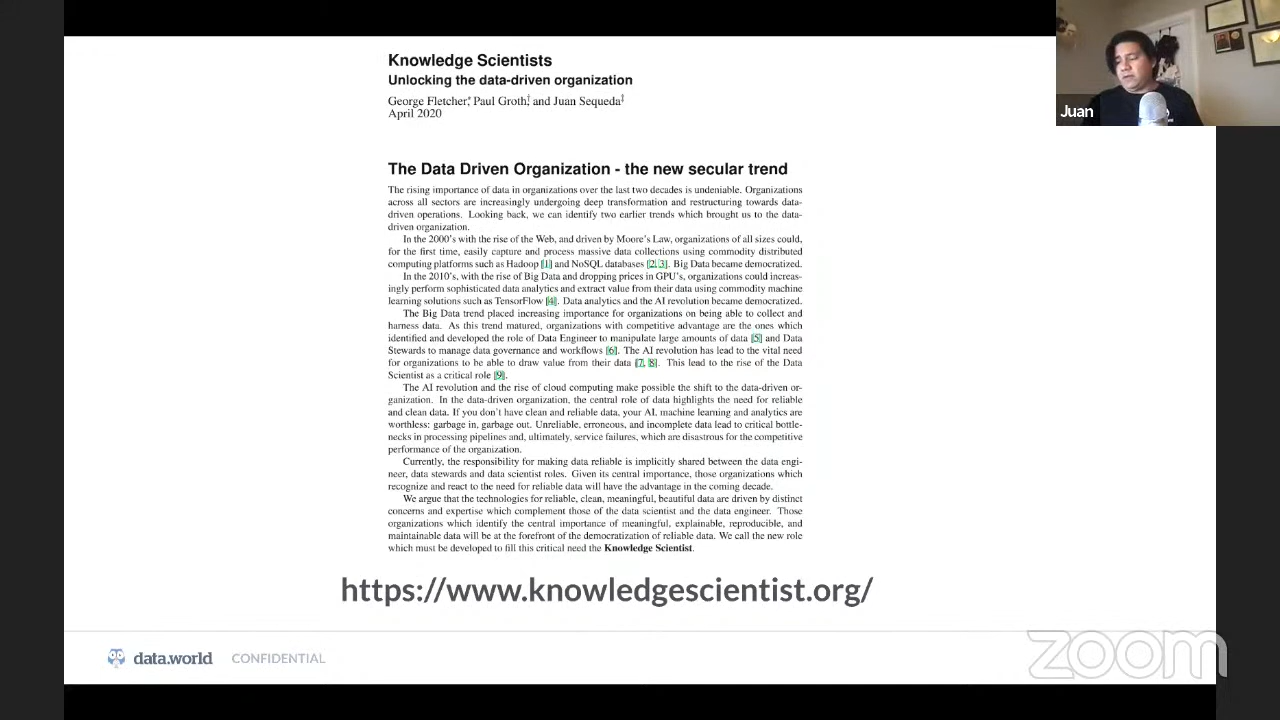 Knowledge Scientists
Unlocking the data-driven organization
George Fletcher,* Paul Groth,† and Juan Sequeda‡
April 2020
Juan
The Data Driven Organization - the new secular trend
The rising importance of data in organizations over the last two decades is undeniable. Organizations
across all sectors are increasingly undergoing deep transformation and restructuring towards data-
driven operations. Looking back, we can identify two earlier trends which brought us to the data-
driven organization.
In the 2000's with the rise of the Web, and driven by Moore's Law, organizations of all sizes could,
for the first time, easily capture and process massive data collections using commodity distributed
computing platforms such as Hadoop [1] and NoSQL databases [2, 3]. Big Data became democratized.
In the 2010's, with the rise of Big Data and dropping prices in GPU's, organizations could increas-
ingly perform sophisticated data analytics and extract value from their data using commodity machine
learning solutions such as TensorFlow [4]. Data analytics and the AI revolution became democratized.
The Big Data trend placed increasing importance for organizations on being able to collect and
harness data. As this trend matured, organizations with competitive advantage are the ones which
identified and developed the role of Data Engineer to manipulate large amounts of data [5] and Data
Stewards to manage data governance and workflows [6]. The AI revolution has lead to the vital need
for organizations to be able to draw value from their data [7, 8]. This lead to the rise of the Data
Scientist as a critical role [9].
The AI revolution and the rise of cloud computing make possible the shift to the data-driven or-
ganization. In the data-driven organization, the central role of data highlights the need for reliable
and clean data. If you don't have clean and reliable data, your AI, machine learning and analytics are
worthless: garbage in, garbage out. Unreliable, erroneous, and incomplete data lead to critical bottle-
necks in processing pipelines and, ultimately, service failures, which are disastrous for the competitive
performance of the organization.
Currently, the responsibility for making data reliable is implicitly shared between the data engi-
neer, data stewards and data scientist roles. Given its central importance, those organizations which
recognize and react to the need for reliable data will have the advantage in the coming decade.
We argue that the technologies for reliable, clean, meaningful, beautiful data are driven by distinct
concerns and expertise which complement those of the data scientist and the data engineer. Those
organizations which identify the central importance of meaningful, explainable, reproducible, and
maintainable data will be at the forefront of the democratization of reliable data. We call the new role
which must be developed to fill this critical need the Knowledge Scientist.
https://www.knowledgescientist.org/
data.world CONFIDENTIAL
zoom